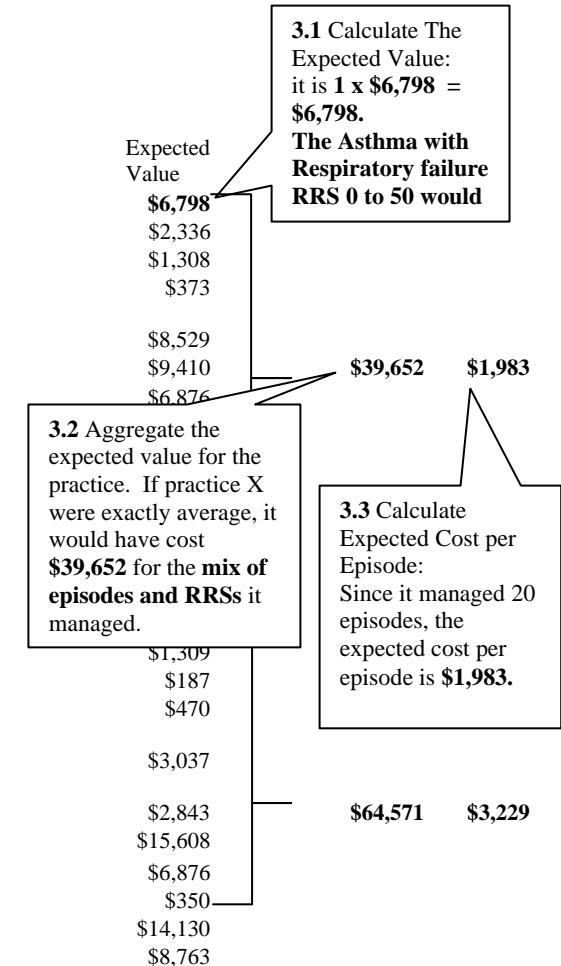 3.1 Calculate The
Expected Value:
it is 1 x $6,798 =
$6,798.
The Asthma with
Respiratory failure
RRS 0 to 50 would
Expected
Value
$6,798
$2,336
$1,308
$373
$8,529
$9,410
$39,652 $1,983
$6,876
3.2 Aggregate the
expected value for the
practice. If practice X
were exactly average, it
would have cost
$39,652 for the mix of
episodes and RRSs it
managed.
3.3 Calculate
Expected Cost per
Episode:
Since it managed 20
episodes, the
expected cost per
episode is $1,983.
$1,309
$187
$470
$3,037
$2,843
$64,571 $3,229
$15,608
$6,876
$350
$14,130
$8,763